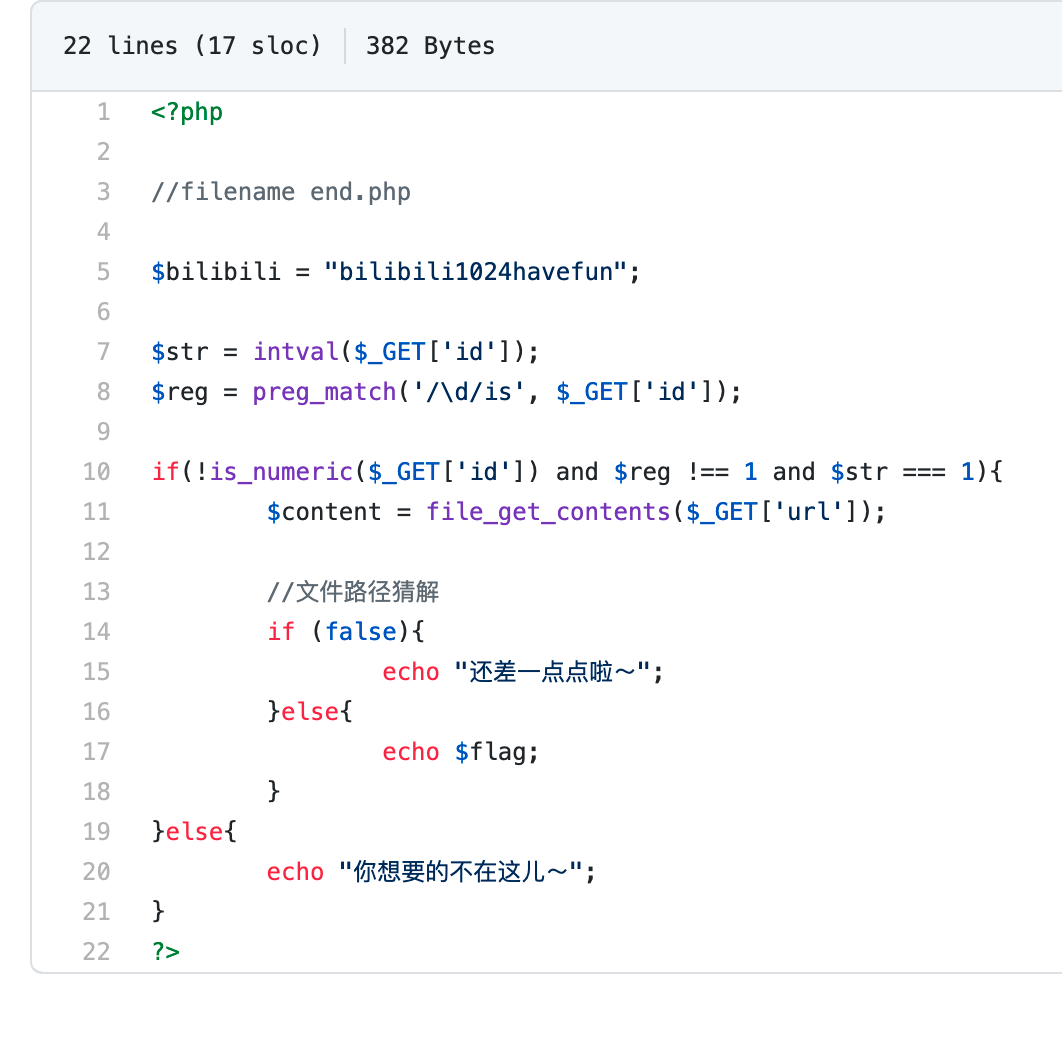 22 lines (17 sloc) 382 Bytes
1 <?php
2
3 //filename end.php
4
5 $bilibili = "bilibili1024havefun";
6
7 $str = intval($_GET['id']);
8 $reg = preg_match('/\d/is', $_GET['id']);
9
10 if(!is_numeric($_GET['id']) and $reg !== 1 and $str === 1){
11 $content = file_get_contents($_GET['url']);
12
13 //文件路径猜解
14 if (false){
15 echo "还差一点点啦～";
16 }else{
17 echo $flag;
18 }
19 }else{
20 echo "你想要的不在这儿～";
21 }
22 ?>